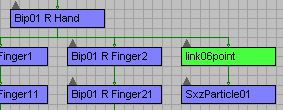 Bip01 R Hand
Finger1
Bip01 R Finger2
link06point
Finger11
Bip01 R Finger21
SxzParticle01